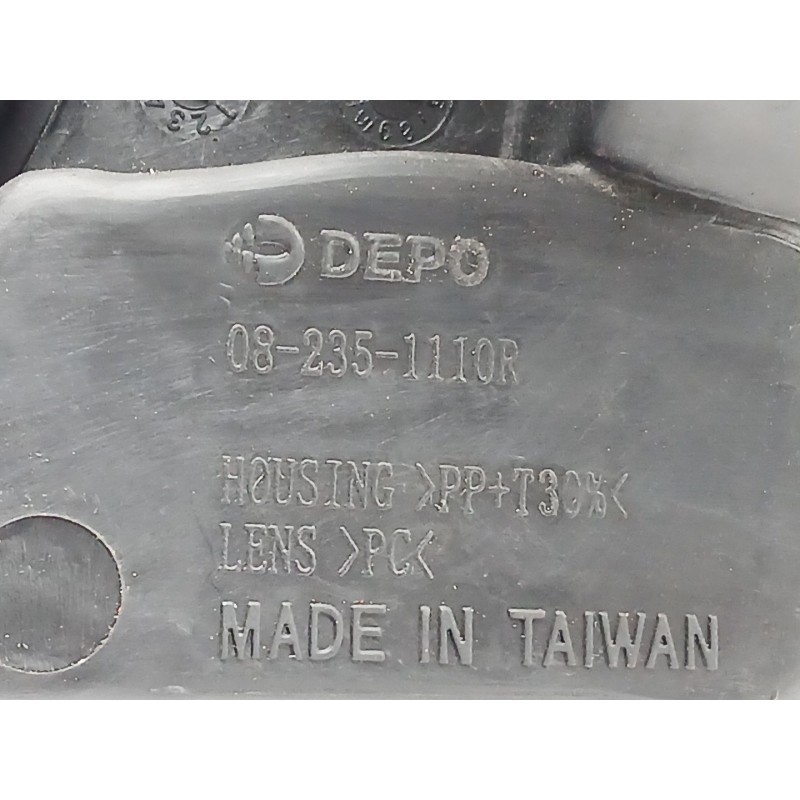 DEPO
08-235-1110R
HOUSING >PP+T30%<
LENS >PC<
MADE IN TAIWAN